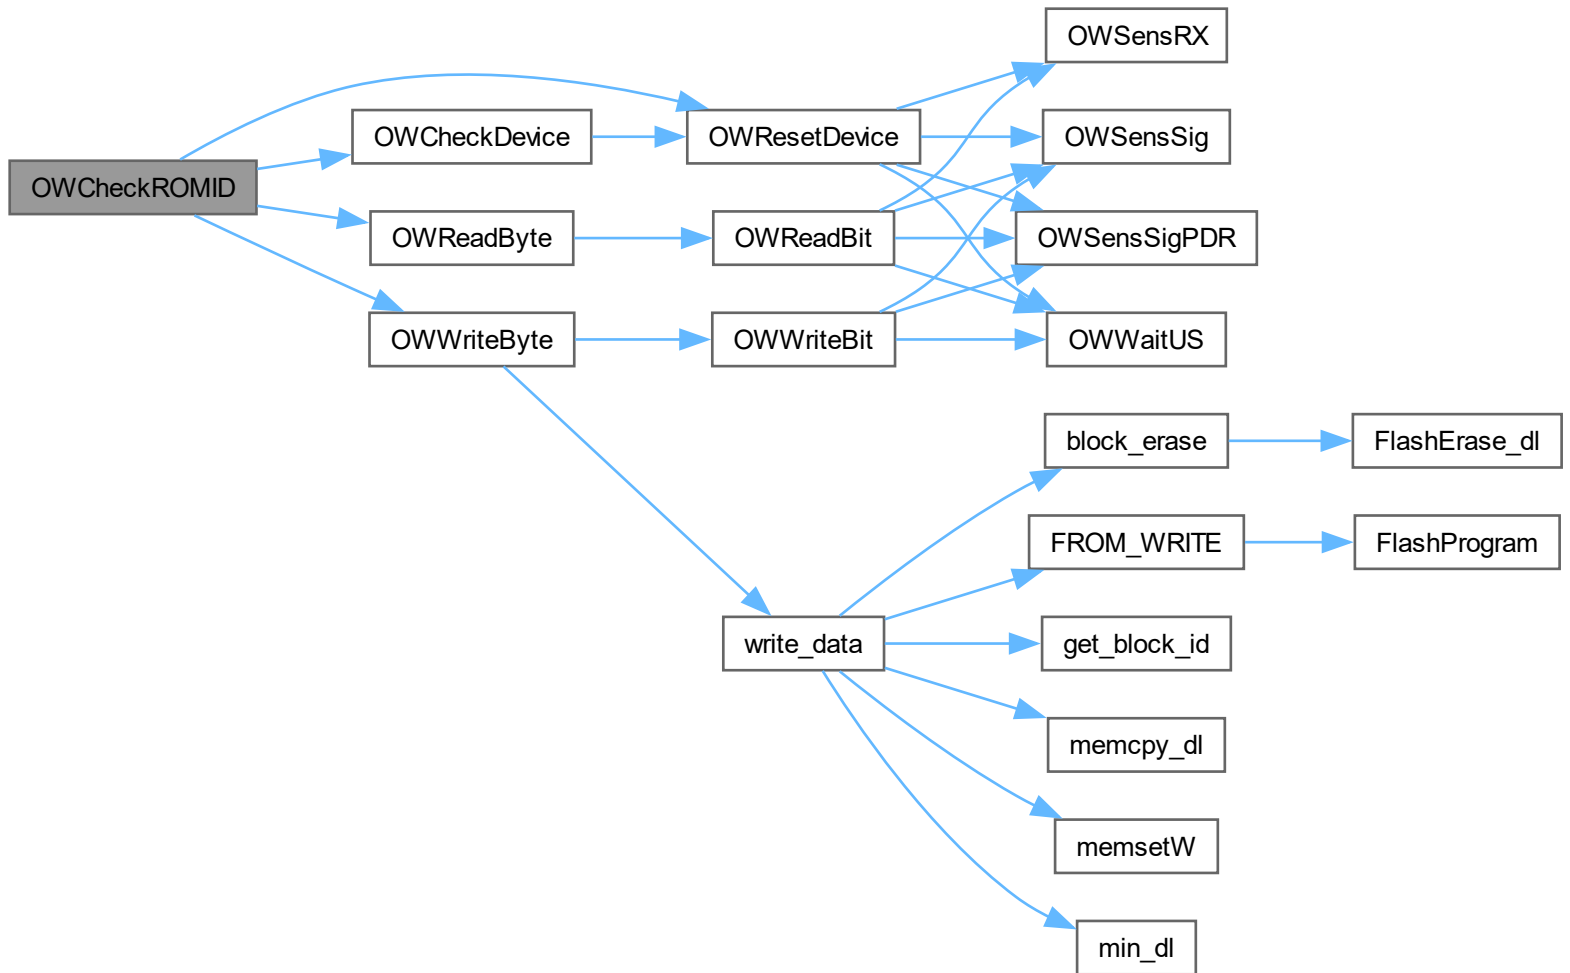 OWSensRX
OWCheckDevice
OWResetDevice
OWSensSig
OWCheckROMID
OWReadByte
OWReadBit
OWSensSigPDR
OWWriteByte
OWWriteBit
OWWaitUS
block_erase
FlashErase_dl
FROM_WRITE
FlashProgram
write_data
get_block_id
memcpy_dl
memsetW
min_dl